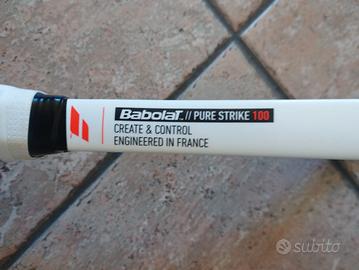 BabolaT // PURE STRIKE 100
CREATE & CONTROL
ENGINEERED IN FRANCE
subito